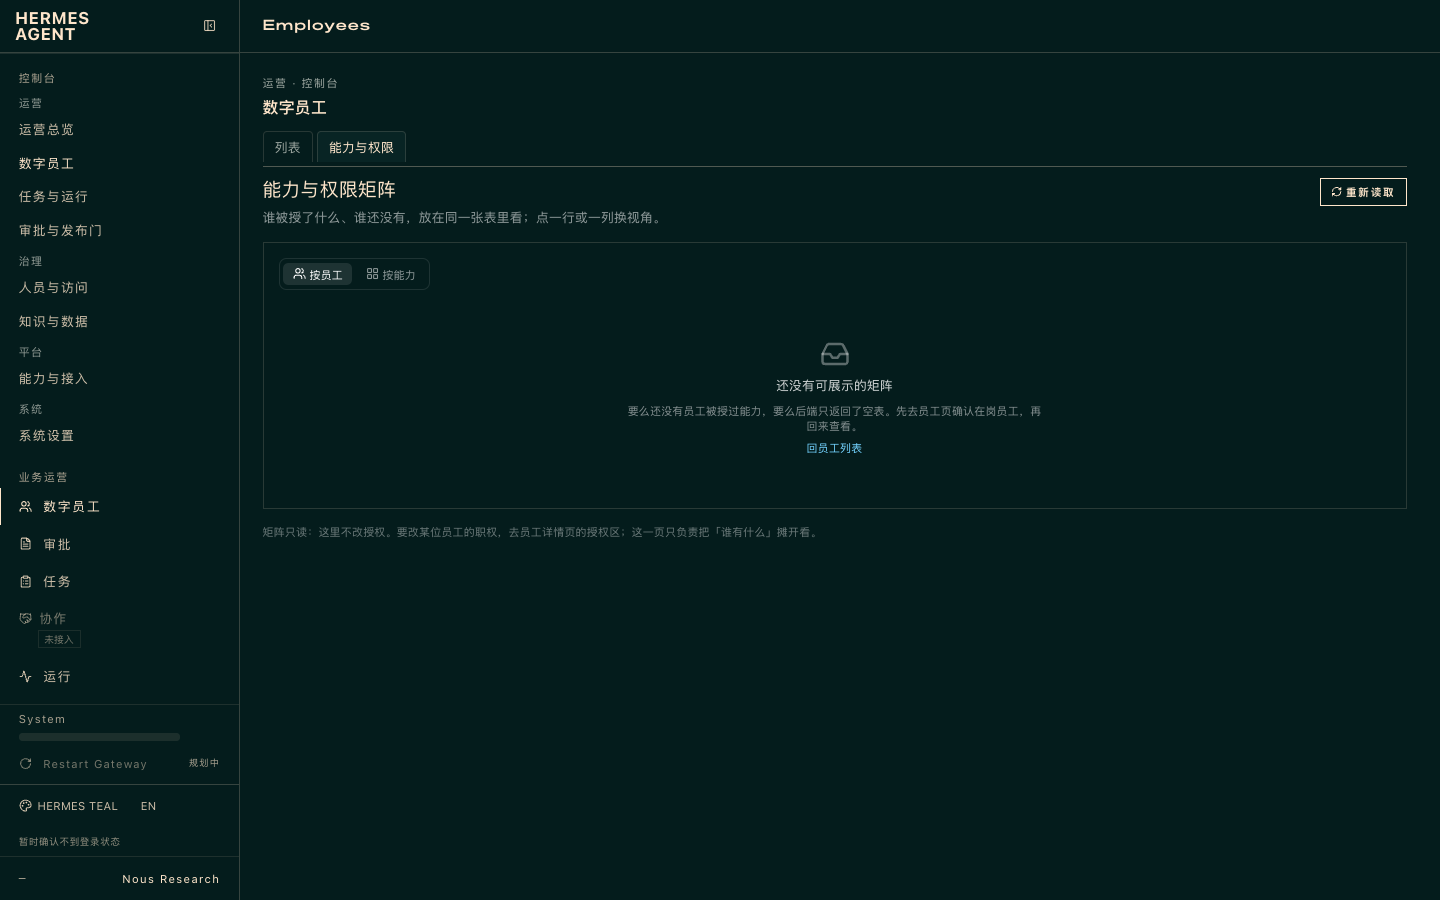 HERMES
AGENT
Employees
控制台
运营
运营总览
数字员工
任务与运行
审批与发布门
治理
人员与访问
知识与数据
平台
能力与接入
系统
系统设置
业务运营
数字员工
审批
任务
协作
未接入
运行
System
Restart Gateway 规划中
HERMES TEAL EN
暂时确认不到登录状态
– Nous Research
运营 · 控制台
数字员工
列表 能力与权限
能力与权限矩阵
重新读取
谁被授了什么、谁还没有，放在同一张表里看；点一行或一列换视角。
按员工 按能力
还没有可展示的矩阵
要么还没有员工被授过能力，要么后端只返回了空表。先去员工页确认在岗员工，再
回来查看。
回员工列表
矩阵只读：这里不改授权。要改某位员工的职权，去员工详情页的授权区；这一页只负责把「谁有什么」摊开看。